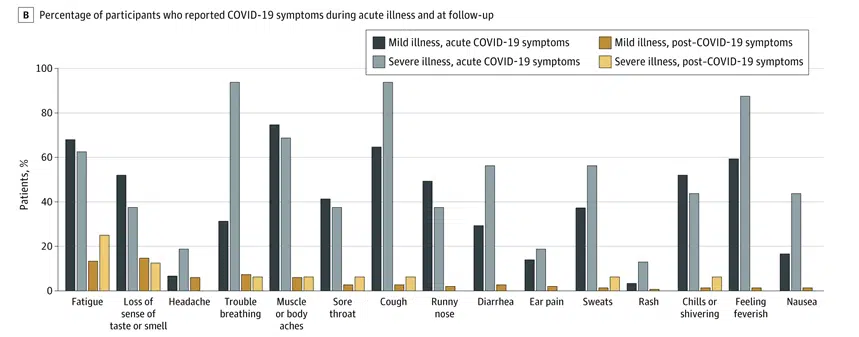 B Percentage of participants who reported COVID-19 symptoms during acute illness and at follow-up
Mild illness, acute COVID-19 symptoms
Mild illness, post–COVID-19 symptoms
Severe illness, acute COVID-19 symptoms
Severe illness, post–COVID-19 symptoms
Patients, %
100
80
60
40
20
0
Fatigue
Loss of
sense of
taste or smell
Headache
Trouble
breathing
Muscle
or body
aches
Sore
throat
Cough
Runny
nose
Diarrhea
Ear pain
Sweats
Rash
Chills or
shivering
Feeling
feverish
Nausea